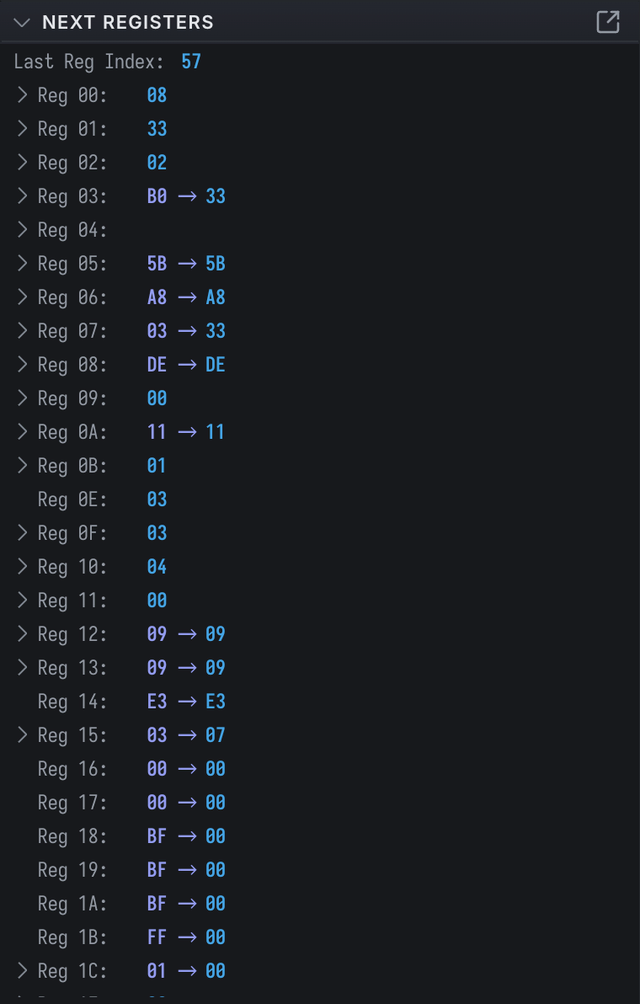 NEXT REGISTERS
Last Reg Index: 57
Reg 00: 08
Reg 01: 33
Reg 02: 02
Reg 03: B0 → 33
Reg 04:
Reg 05: 5B → 5B
Reg 06: A8 → A8
Reg 07: 03 → 33
Reg 08: DE → DE
Reg 09: 00
Reg 0A: 11 → 11
Reg 0B: 01
Reg 0E: 03
Reg 0F: 03
Reg 10: 04
Reg 11: 00
Reg 12: 09 → 09
Reg 13: 09 → 09
Reg 14: E3 → E3
Reg 15: 03 → 07
Reg 16: 00 → 00
Reg 17: 00 → 00
Reg 18: BF → 00
Reg 19: BF → 00
Reg 1A: BF → 00
Reg 1B: FF → 00
Reg 1C: 01 → 00